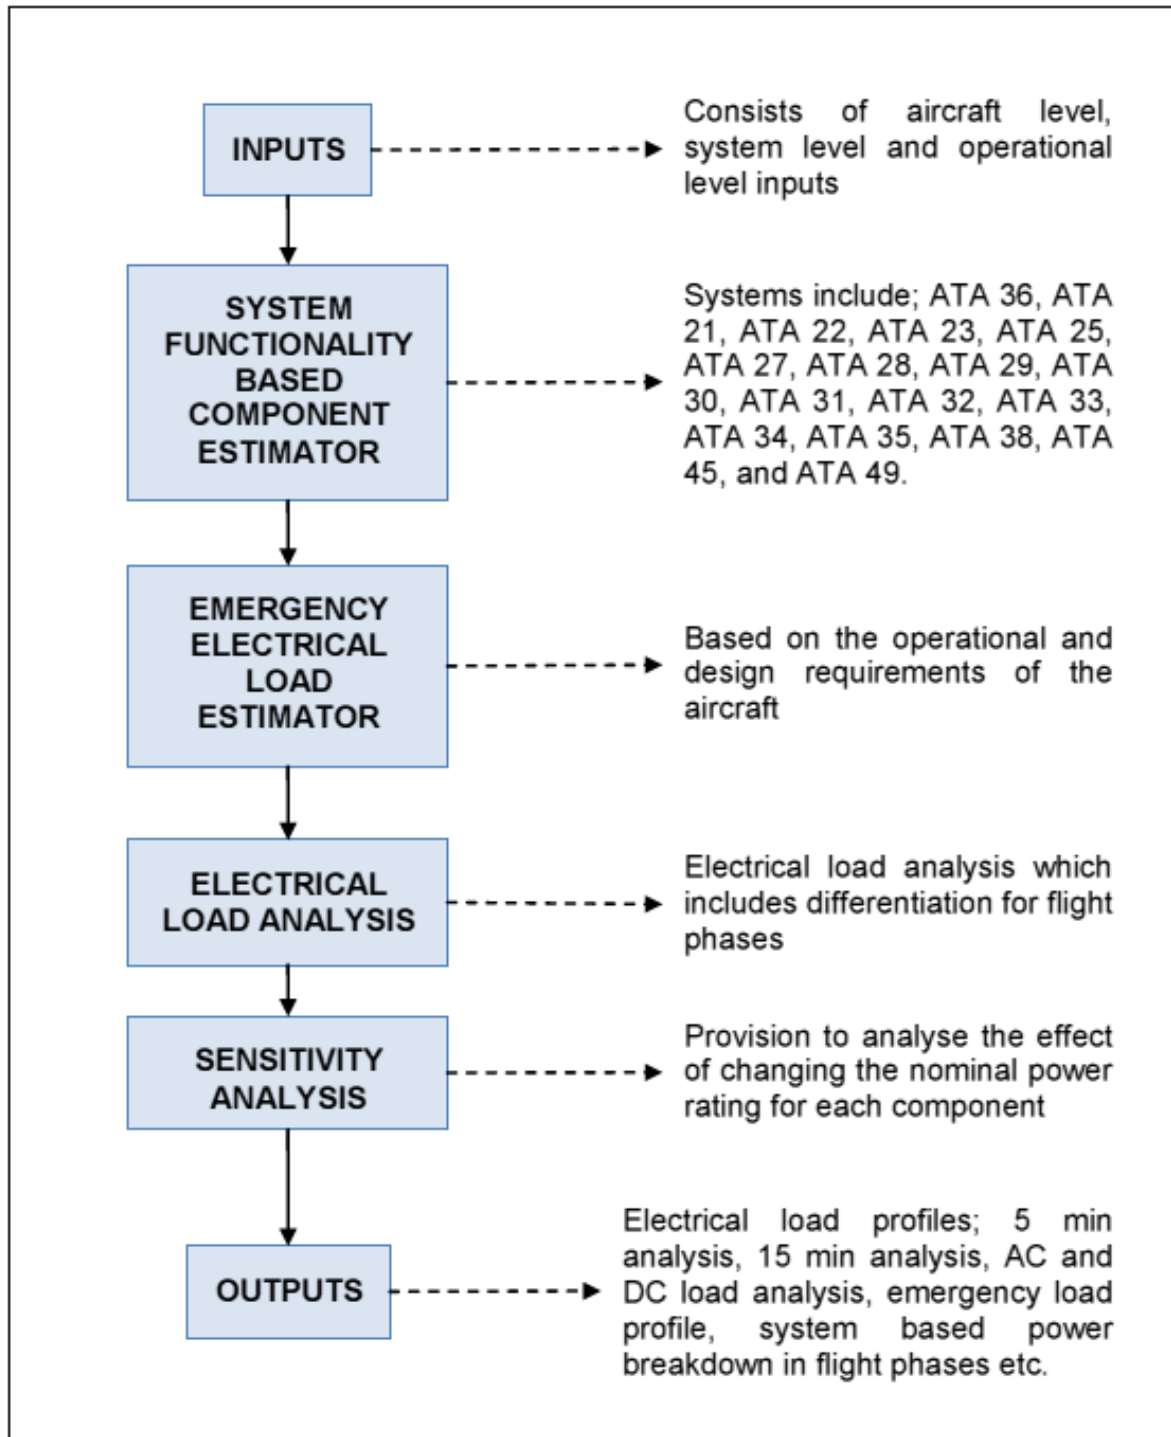 INPUTS
Consists of aircraft level,
system level and operational
level inputs
SYSTEM
FUNCTIONALITY
BASED
COMPONENT
ESTIMATOR
Systems include; ATA 36, ATA
21, ATA 22, ATA 23, ATA 25,
ATA 27, ATA 28, ATA 29, ATA
30, ATA 31, ATA 32, ATA 33,
ATA 34, ATA 35, ATA 38, ATA
45, and ATA 49.
EMERGENCY
ELECTRICAL
LOAD
ESTIMATOR
Based on the operational and
design requirements of the
aircraft
ELECTRICAL
LOAD ANALYSIS
Electrical load analysis which
includes differentiation for flight
phases
SENSITIVITY
ANALYSIS
Provision to analyse the effect
of changing the nominal power
rating for each component
OUTPUTS
Electrical load profiles; 5 min
analysis, 15 min analysis, AC and
DC load analysis, emergency load
profile, system based power
breakdown in flight phases etc.